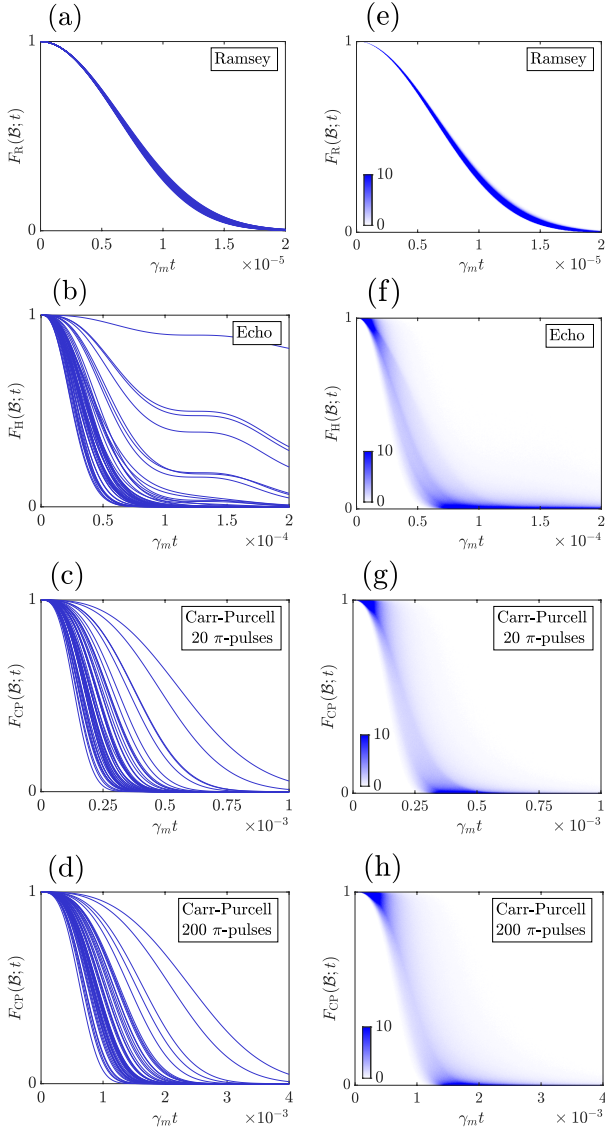 (a)
F_R(ℬ; t)
1
Ramsey
0
0 0.5 1 1.5 2
γ_m t × 10⁻⁵
(e)
F_R(ℬ; t)
1
Ramsey
10
0
0
0 0.5 1 1.5 2
γ_m t × 10⁻⁵
(b)
F_H(ℬ; t)
1
Echo
0
0 0.5 1 1.5 2
γ_m t × 10⁻⁴
(f)
F_H(ℬ; t)
1
Echo
10
0
0
0 0.5 1 1.5 2
γ_m t × 10⁻⁴
(c)
F_CP(ℬ; t)
1
Carr-Purcell
20 π-pulses
0
0 0.25 0.5 0.75 1
γ_m t × 10⁻³
(g)
F_CP(ℬ; t)
1
Carr-Purcell
20 π-pulses
10
0
0
0 0.25 0.5 0.75 1
γ_m t × 10⁻³
(d)
F_CP(ℬ; t)
1
Carr-Purcell
200 π-pulses
0
0 1 2 3 4
γ_m t × 10⁻³
(h)
F_CP(ℬ; t)
1
Carr-Purcell
200 π-pulses
10
0
0
0 1 2 3 4
γ_m t × 10⁻³